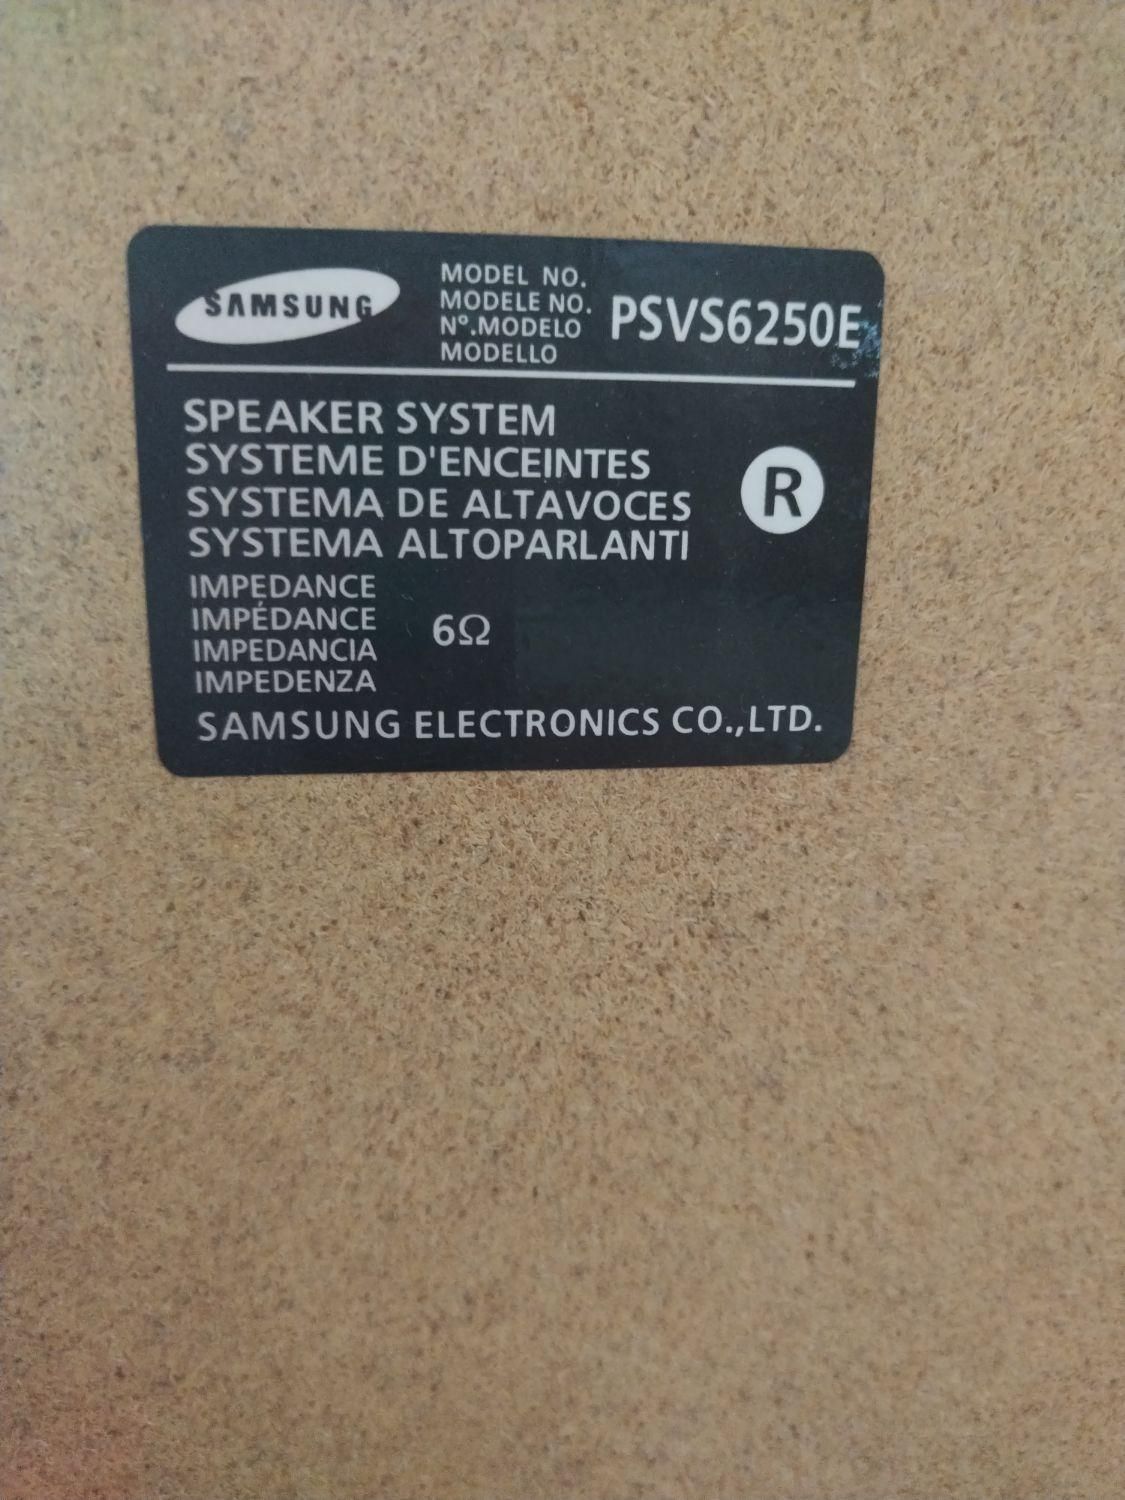 SAMSUNG
MODEL NO.
MODELE NO.
Nº.MODELO
MODELLO
PSVS6250E
SPEAKER SYSTEM
SYSTEME D'ENCEINTES
SYSTEMA DE ALTAVOCES
SYSTEMA ALTOPARLANTI
R
IMPEDANCE
IMPÉDANCE
IMPEDANCIA
IMPEDENZA
6Ω
SAMSUNG ELECTRONICS CO.,LTD.